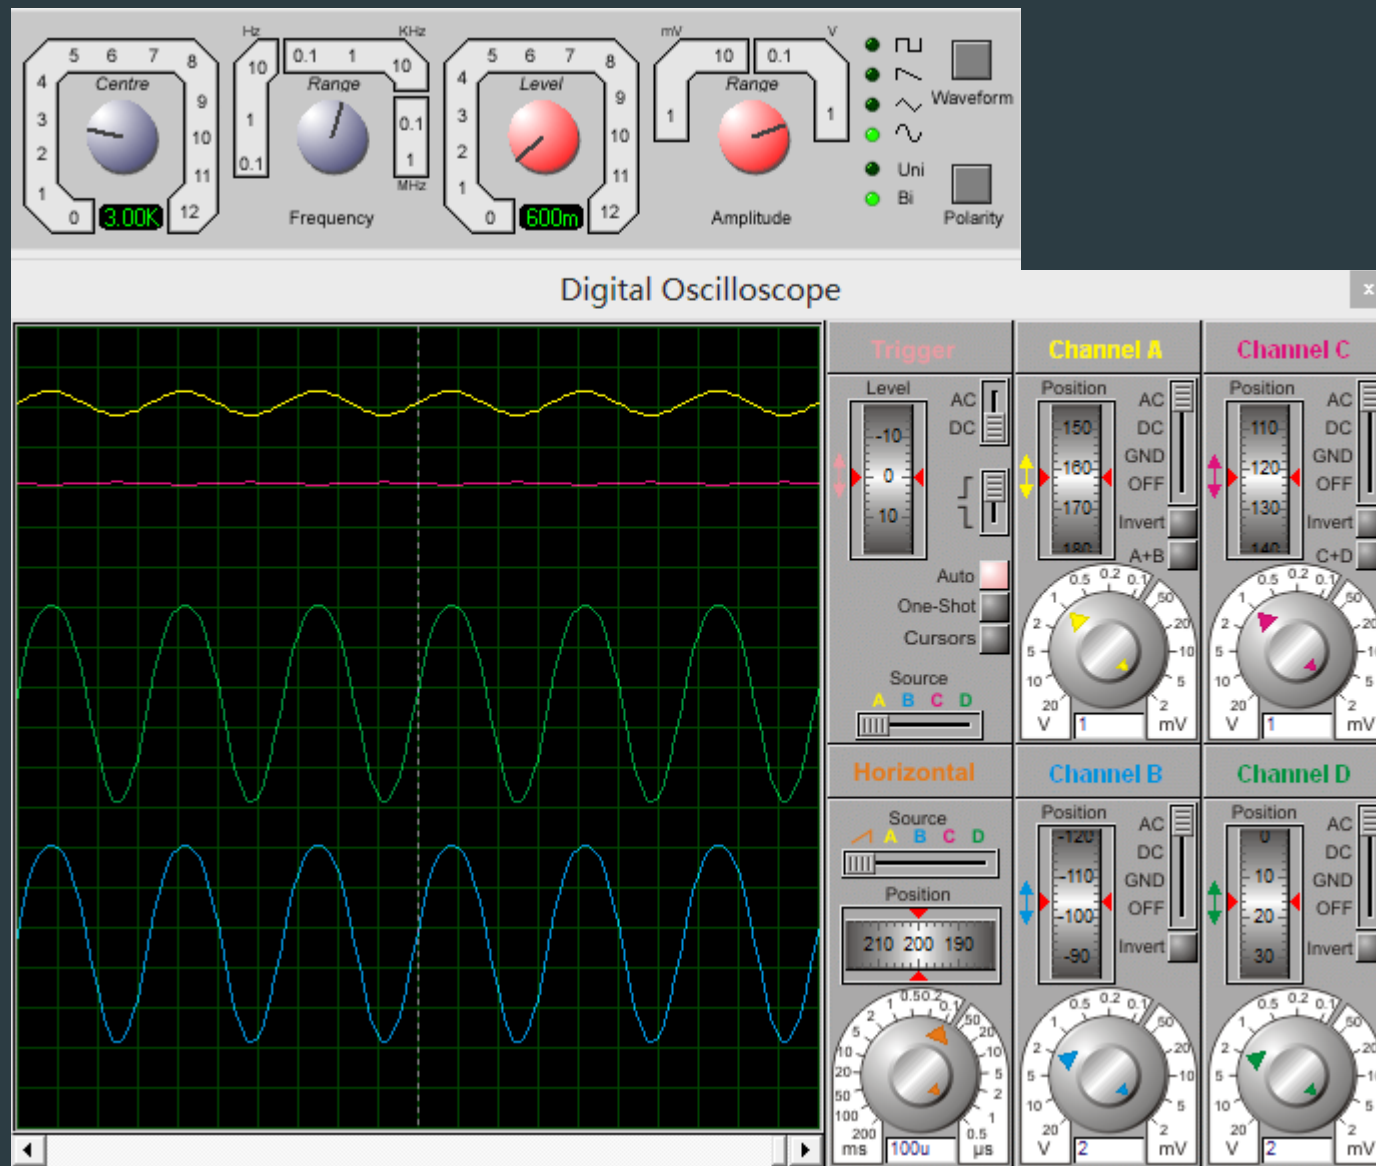 Hz KHz mV V
5 6 7 8 0.1 1 10 5 6 7 8 10 0.1
4 Centre 10 Range 4 Level Range
9 9 Waveform
3 1 0.1 3 1 1
10 10
2 2
0.1 1 Uni
11 MHz 11
1 1 Bi
0 3.00K 12 Frequency 0 600m 12 Amplitude Polarity
Digital Oscilloscope x
Trigger
Level
AC
DC
-10
0
10
Auto
One-Shot
Cursors
Source
A B C D
Channel A
Position
AC
DC
GND
OFF
150
160
170
180
Invert
A+B
0.5 0.2 0.1
1 50
2 20
5 10
10 5
20 2
V 1 mV
Channel C
Position
AC
DC
GND
OFF
110
120
130
140
Invert
C+D
0.5 0.2 0.1
1 50
2 20
5 1
10 5
20 2
V 1 mV
Horizontal
Source
A B C D
Position
210 200 190
1 0.5 0.2 0.1
2 50
5 20
10 10
20 5
50 2
100 1
200 0.5
ms 100u µs
Channel B
Position
AC
DC
GND
OFF
-120
-110
-100
-90
Invert
0.5 0.2 0.1
1 50
2 20
5 10
10 5
20 2
V 2 mV
Channel D
Position
AC
DC
GND
OFF
0
10
20
30
Invert
0.5 0.2 0.1
1 50
2 20
5 1
10 5
20 2
V 2 mV